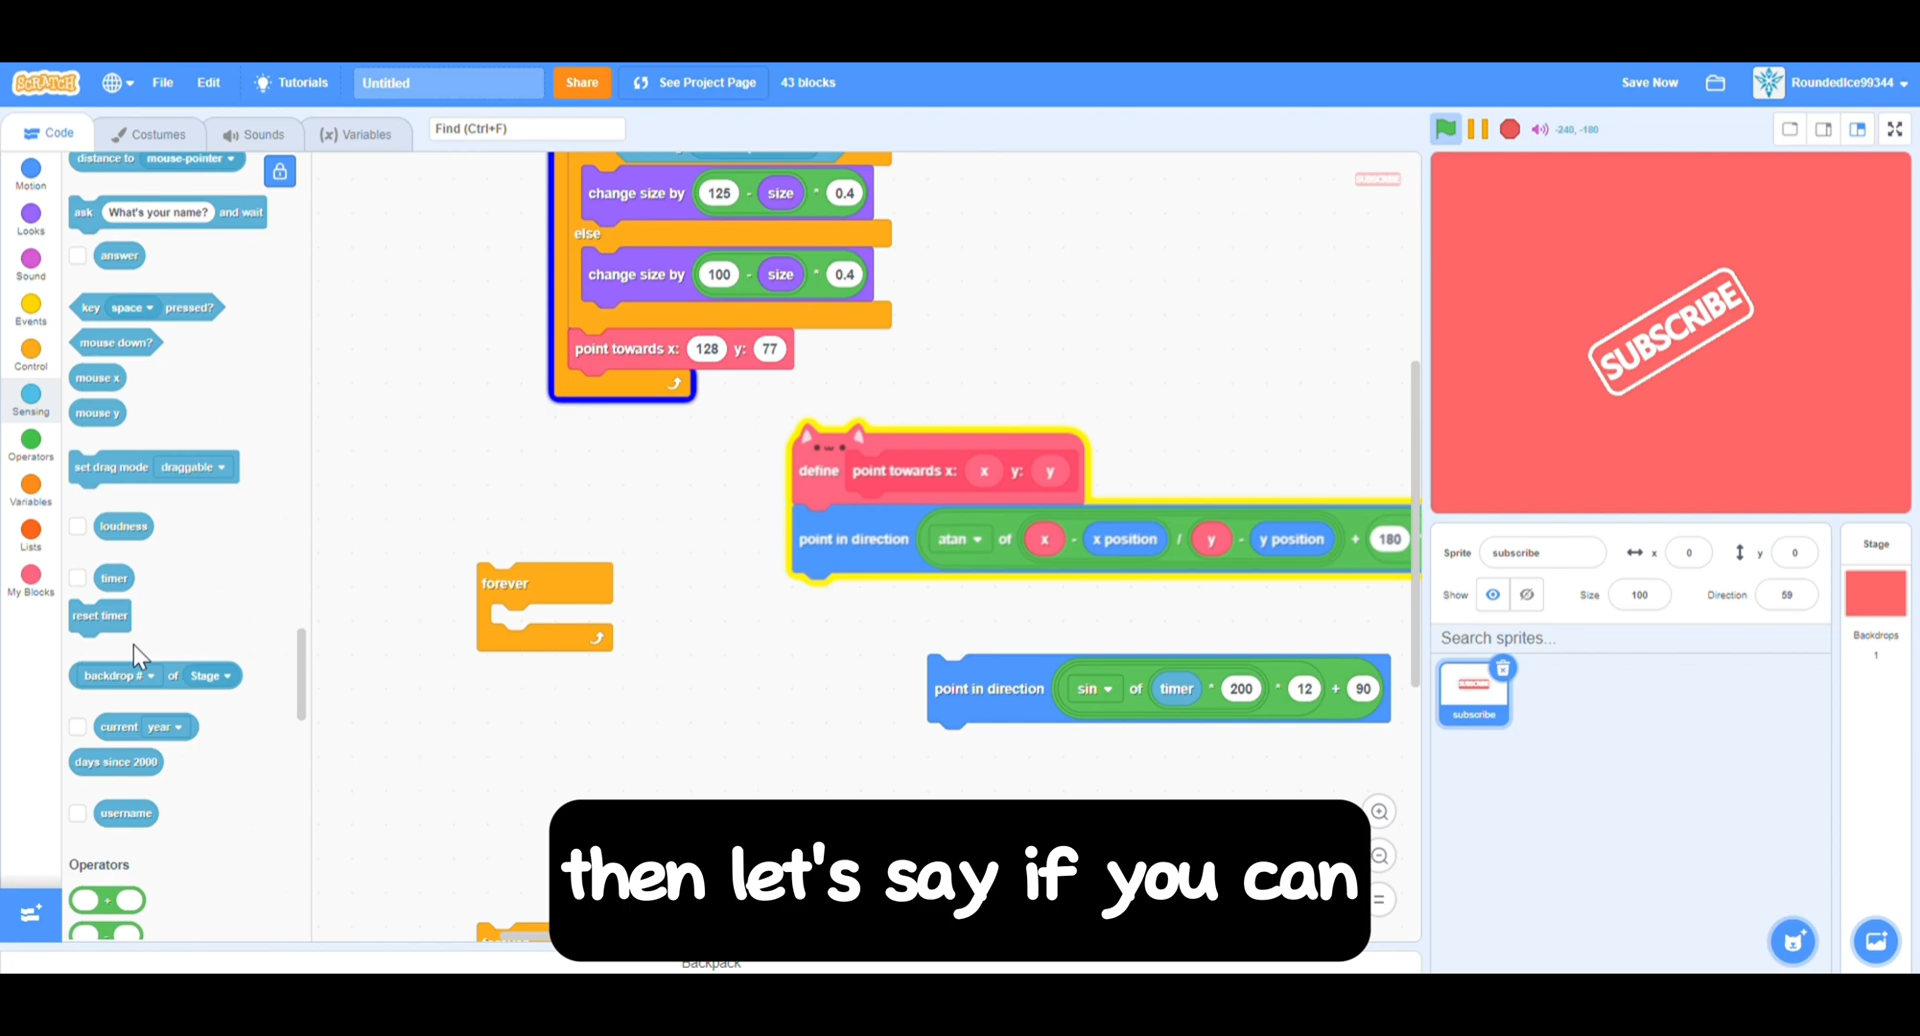 SCRATCH File Edit Tutorials Untitled Share See Project Page 43 blocks Save Now RoundedIce99344
Code Costumes Sounds (x) Variables Find (Ctrl+F) -240, -180
Motion
Looks
Sound
Events
Control
Sensing
Operators
Variables
Lists
My Blocks
distance to mouse-pointer
ask What's your name? and wait
answer
key space pressed?
mouse down?
mouse x
mouse y
set drag mode draggable
loudness
timer
reset timer
backdrop # of Stage
current year
days since 2000
username
Operators
+
-
change size by 125 - size * 0.4
else
change size by 100 - size * 0.4
point towards x: 128 y: 77
define point towards x: x y: y
point in direction atan of x - x position / y - y position + 180
forever
point in direction sin of timer * 200 * 12 + 90
then let's say if you can
Backpack
SUBSCRIBE
SUBSCRIBE
Sprite subscribe x 0 y 0
Show Size 100 Direction 59
Search sprites...
subscribe
Stage
Backdrops
1